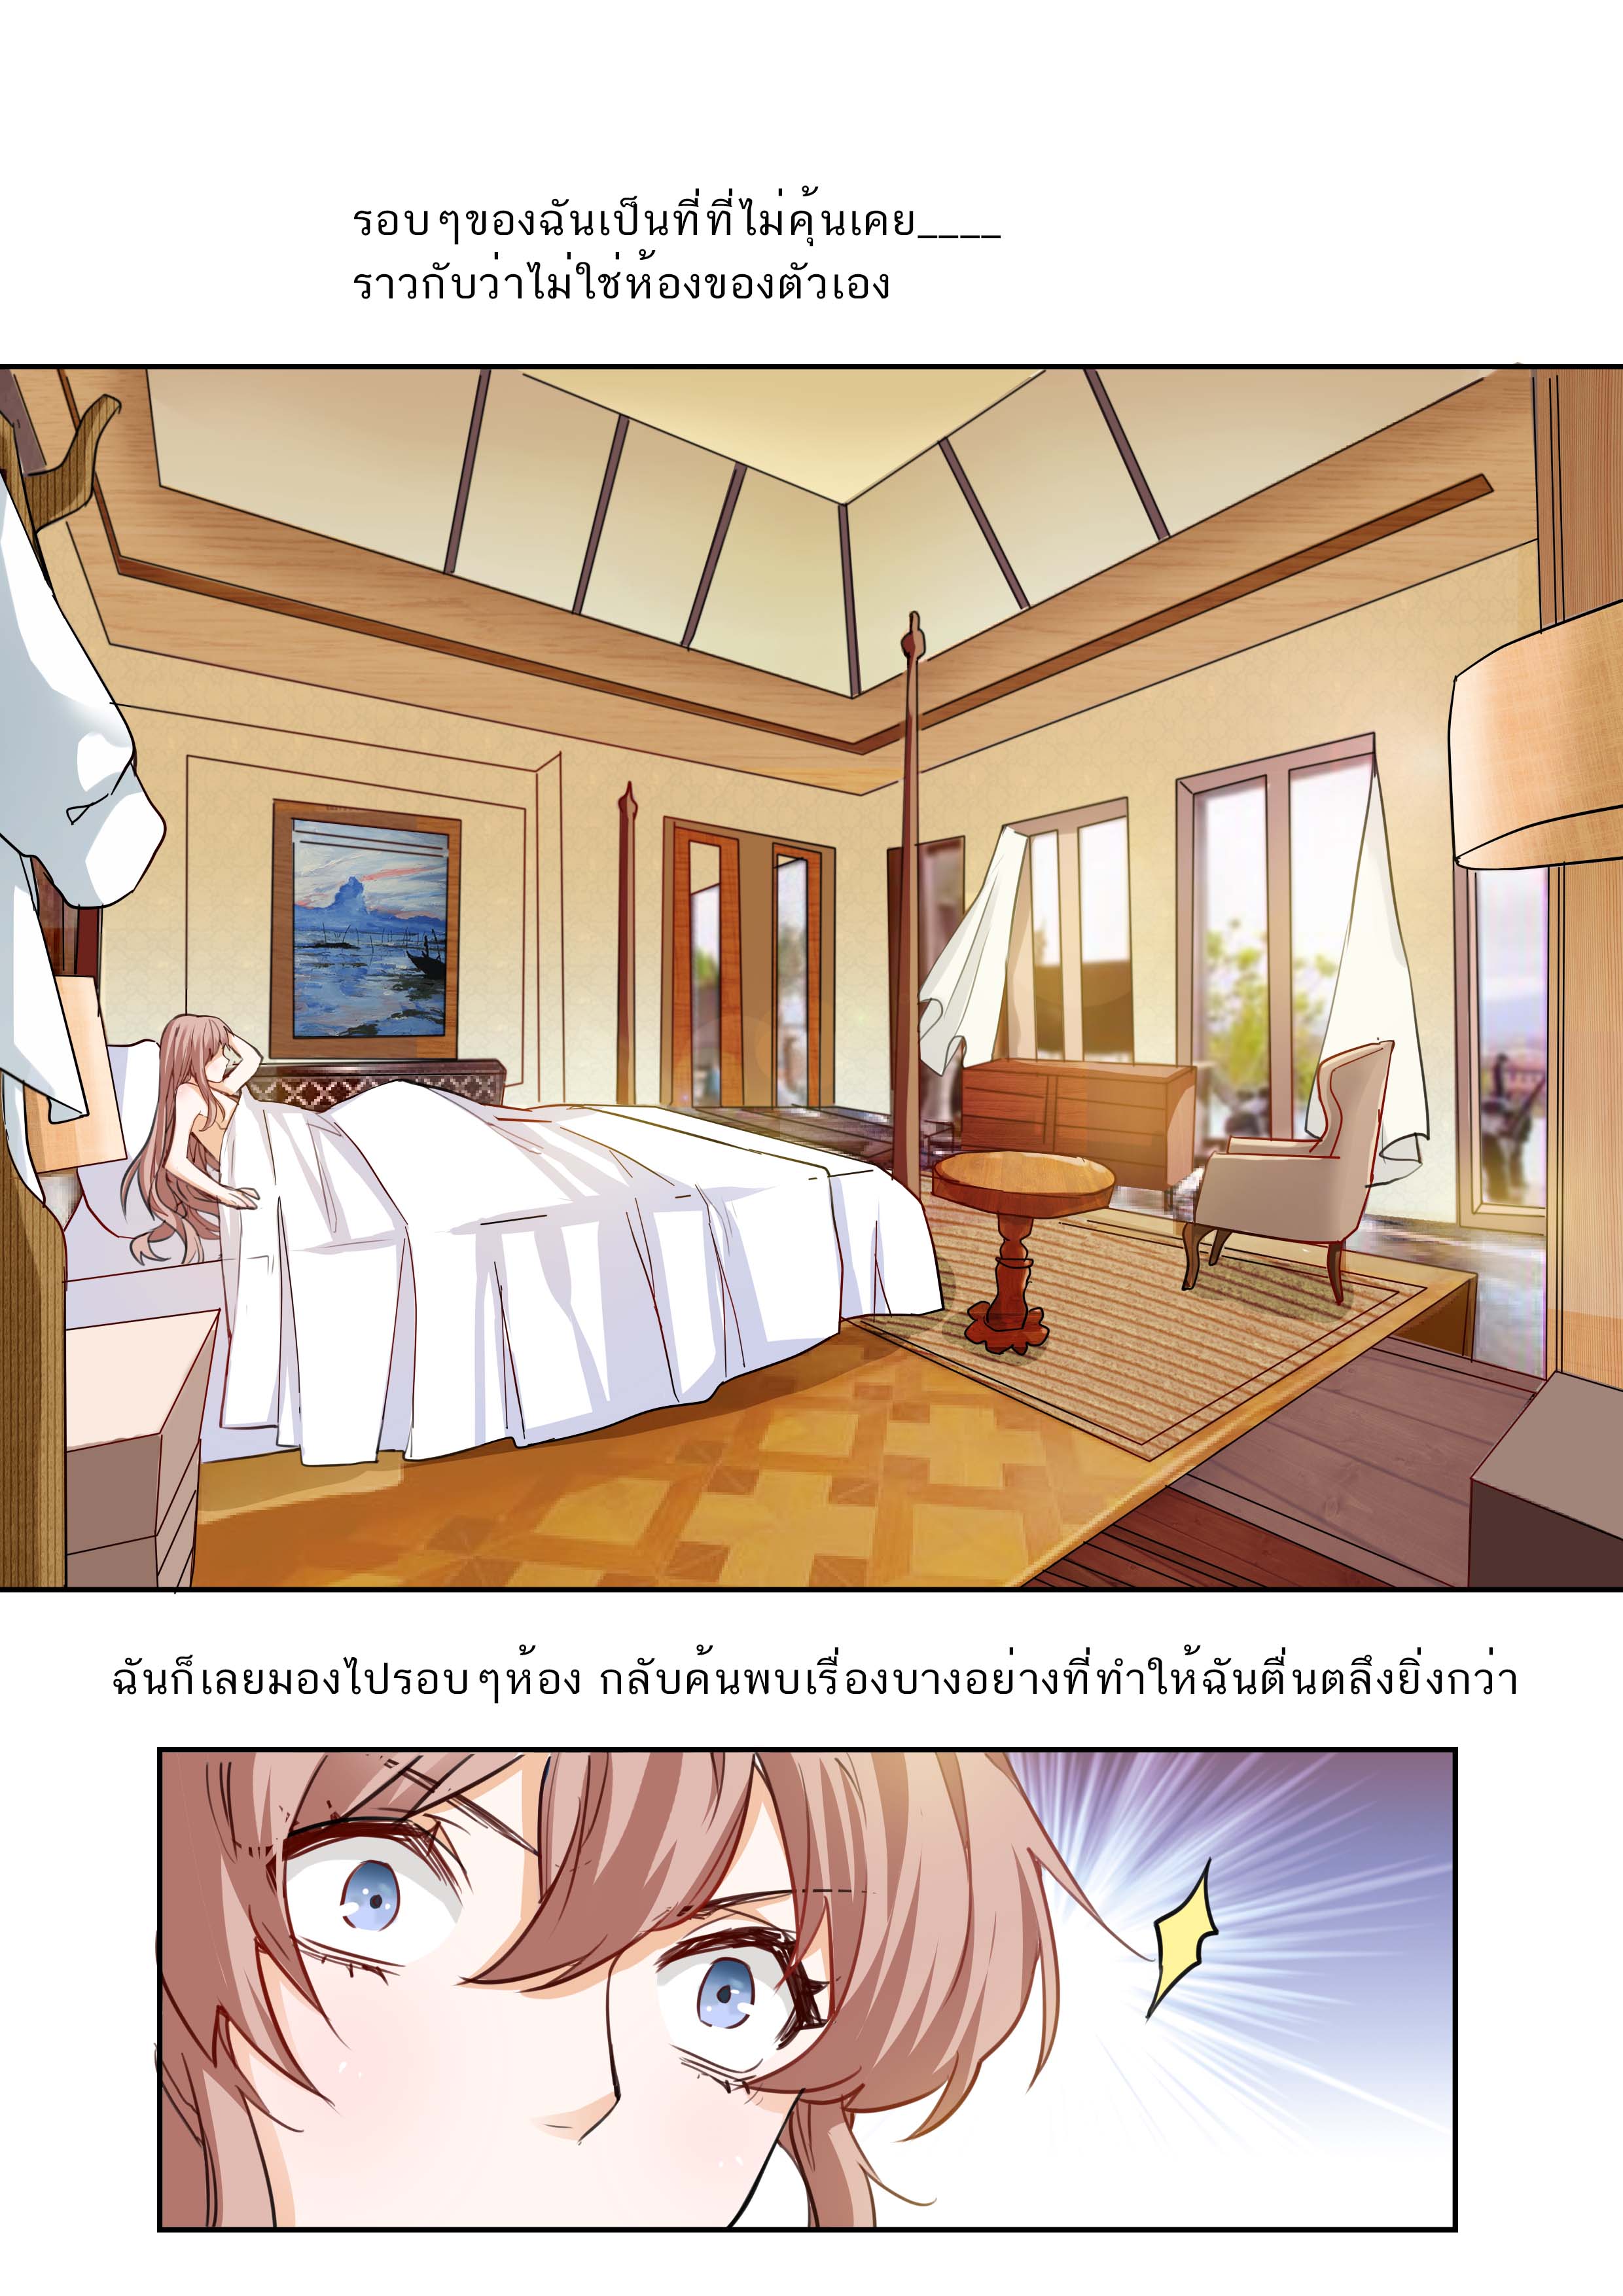 รอบๆของฉันเป็นที่ที่ไม่คุ้นเคย____
ราวกับว่าไม่ใช่ห้องของตัวเอง
ฉันก็เลยมองไปรอบๆห้อง กลับค้นพบเรื่องบางอย่างที่ทำให้ฉันตื่นตลึงยิ่งกว่า